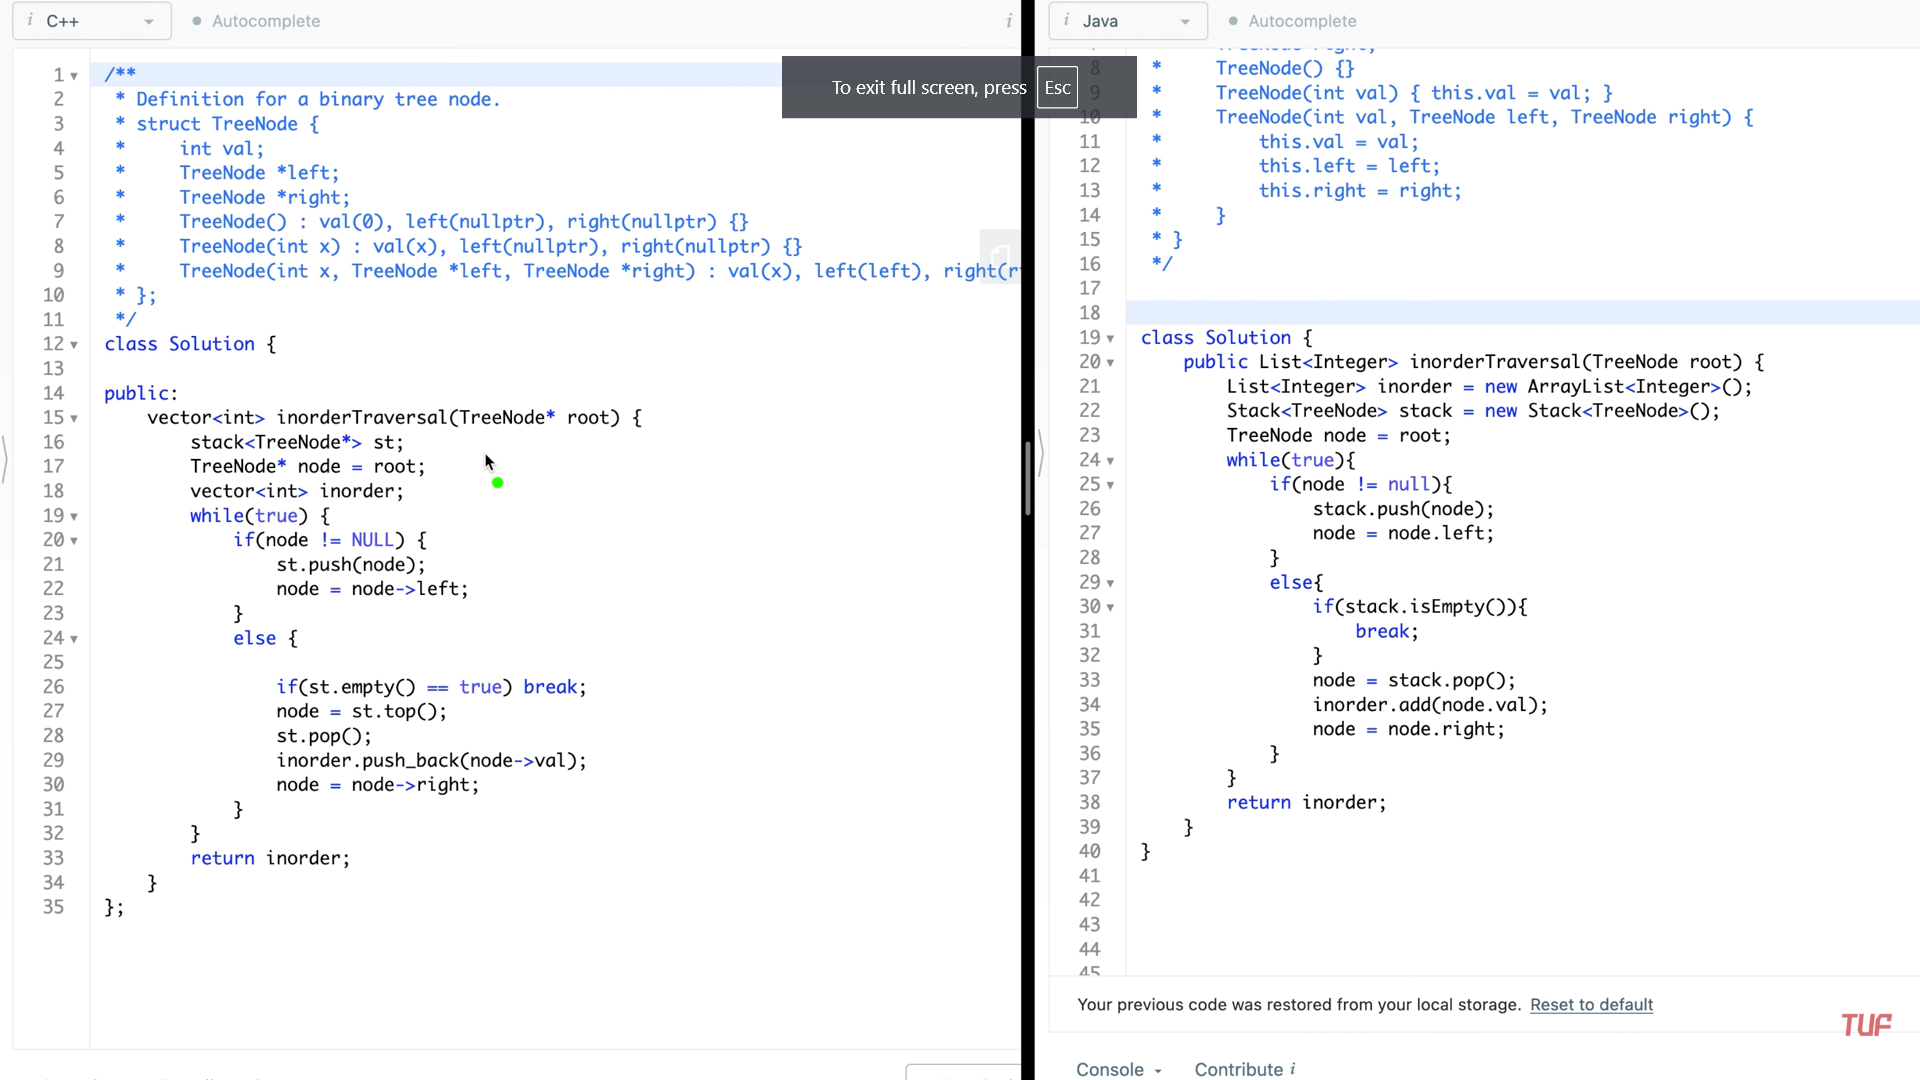 i C++ Autocomplete i
1 /**
2 * Definition for a binary tree node.
3 * struct TreeNode {
4 * int val;
5 * TreeNode *left;
6 * TreeNode *right;
7 * TreeNode() : val(0), left(nullptr), right(nullptr) {}
8 * TreeNode(int x) : val(x), left(nullptr), right(nullptr) {}
9 * TreeNode(int x, TreeNode *left, TreeNode *right) : val(x), left(left), right(r
10 * };
11 */
12 class Solution {
13
14 public:
15 vector<int> inorderTraversal(TreeNode* root) {
16 stack<TreeNode*> st;
17 TreeNode* node = root;
18 vector<int> inorder;
19 while(true) {
20 if(node != NULL) {
21 st.push(node);
22 node = node->left;
23 }
24 else {
25
26 if(st.empty() == true) break;
27 node = st.top();
28 st.pop();
29 inorder.push_back(node->val);
30 node = node->right;
31 }
32 }
33 return inorder;
34 }
35 };
To exit full screen, press Esc
i Java Autocomplete
8 * TreeNode() {}
9 * TreeNode(int val) { this.val = val; }
10 * TreeNode(int val, TreeNode left, TreeNode right) {
11 * this.val = val;
12 * this.left = left;
13 * this.right = right;
14 * }
15 * }
16 */
17
18
19 class Solution {
20 public List<Integer> inorderTraversal(TreeNode root) {
21 List<Integer> inorder = new ArrayList<Integer>();
22 Stack<TreeNode> stack = new Stack<TreeNode>();
23 TreeNode node = root;
24 while(true){
25 if(node != null){
26 stack.push(node);
27 node = node.left;
28 }
29 else{
30 if(stack.isEmpty()){
31 break;
32 }
33 node = stack.pop();
34 inorder.add(node.val);
35 node = node.right;
36 }
37 }
38 return inorder;
39 }
40 }
41
42
43
44
45
Your previous code was restored from your local storage. Reset to default
TUF
Console Contribute i